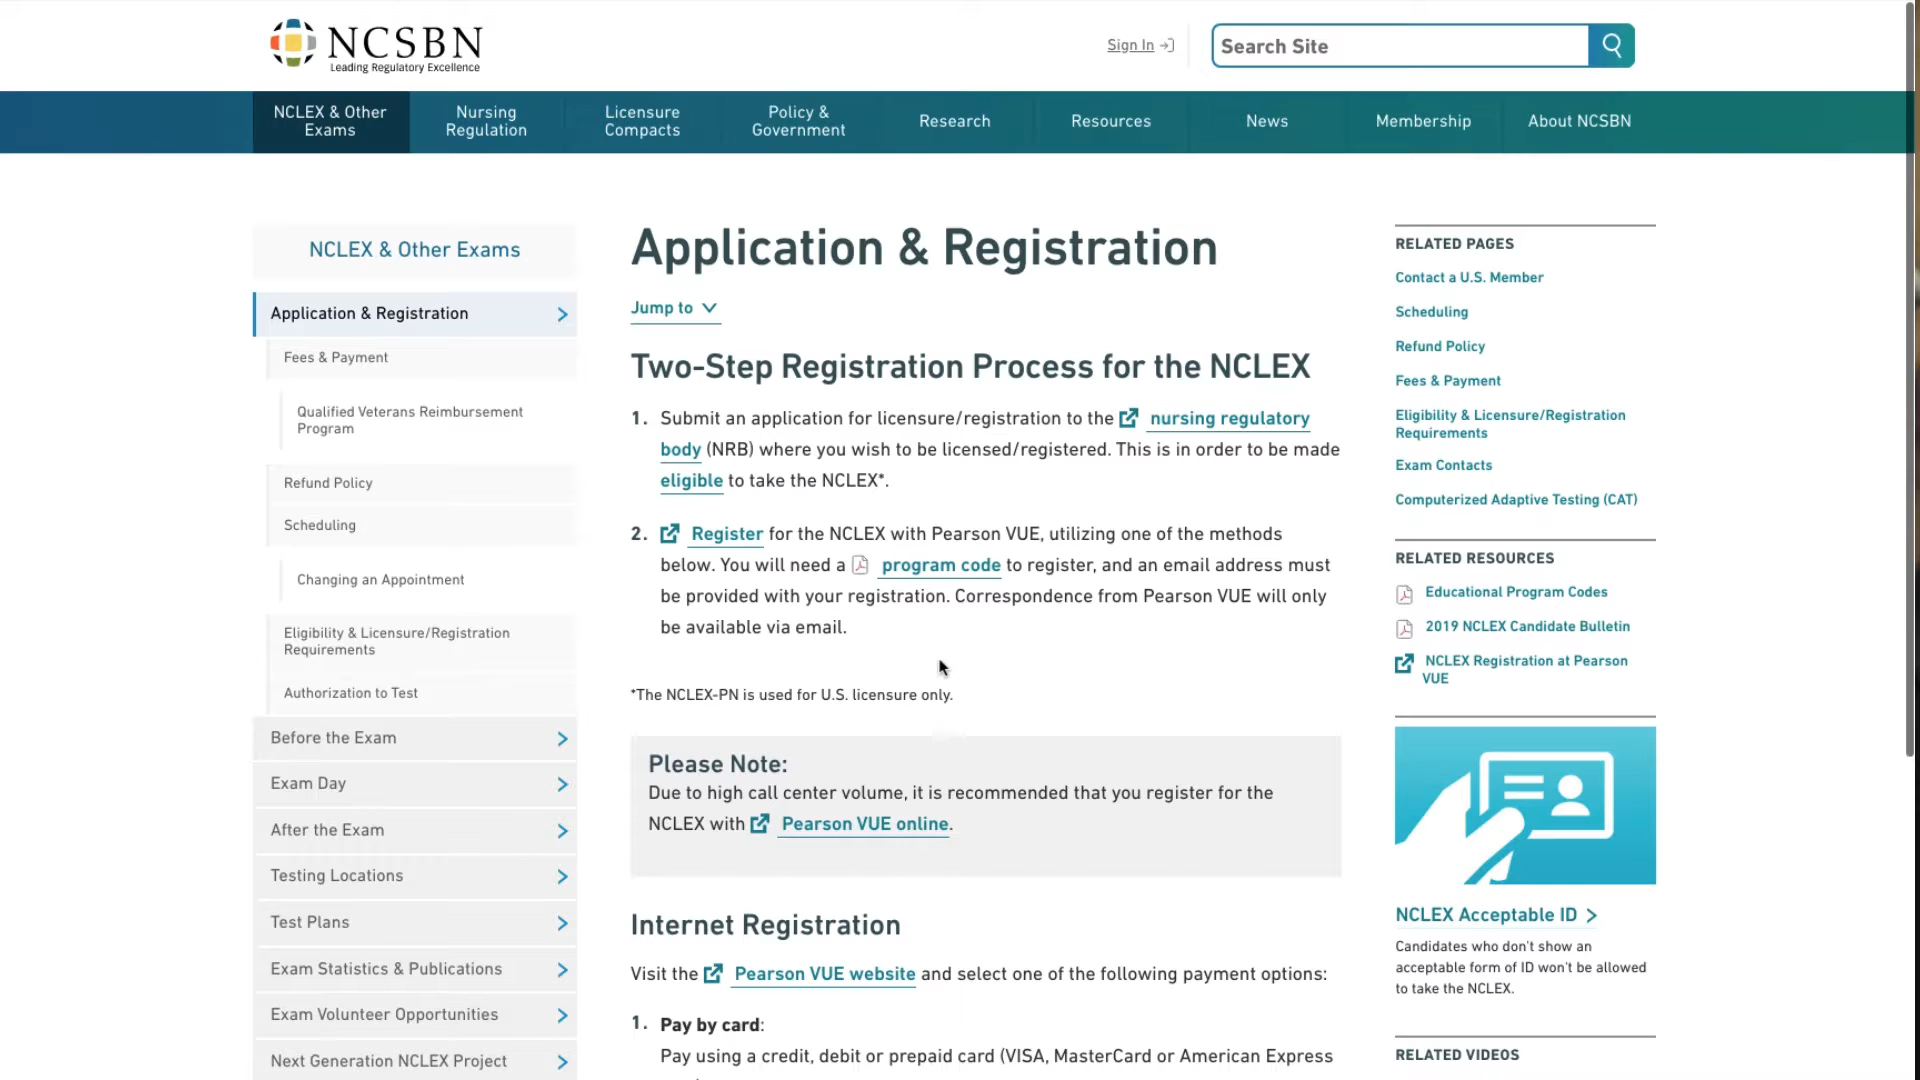 NCSBN
Leading Regulatory Excellence
Sign In
Search Site
NCLEX & Other
Exams
Nursing
Regulation
Licensure
Compacts
Policy &
Government
Research
Resources
News
Membership
About NCSBN
NCLEX & Other Exams
Application & Registration
Fees & Payment
Qualified Veterans Reimbursement
Program
Refund Policy
Scheduling
Changing an Appointment
Eligibility & Licensure/Registration
Requirements
Authorization to Test
Before the Exam
Exam Day
After the Exam
Testing Locations
Test Plans
Exam Statistics & Publications
Exam Volunteer Opportunities
Next Generation NCLEX Project
Application & Registration
Jump to
Two-Step Registration Process for the NCLEX
1. Submit an application for licensure/registration to the nursing regulatory
body (NRB) where you wish to be licensed/registered. This is in order to be made
eligible to take the NCLEX*.
2. Register for the NCLEX with Pearson VUE, utilizing one of the methods
below. You will need a program code to register, and an email address must
be provided with your registration. Correspondence from Pearson VUE will only
be available via email.
*The NCLEX-PN is used for U.S. licensure only.
Please Note:
Due to high call center volume, it is recommended that you register for the
NCLEX with Pearson VUE online.
Internet Registration
Visit the Pearson VUE website and select one of the following payment options:
1. Pay by card:
Pay using a credit, debit or prepaid card (VISA, MasterCard or American Express
RELATED PAGES
Contact a U.S. Member
Scheduling
Refund Policy
Fees & Payment
Eligibility & Licensure/Registration
Requirements
Exam Contacts
Computerized Adaptive Testing (CAT)
RELATED RESOURCES
Educational Program Codes
2019 NCLEX Candidate Bulletin
NCLEX Registration at Pearson
VUE
NCLEX Acceptable ID
Candidates who don't show an
acceptable form of ID won't be allowed
to take the NCLEX.
RELATED VIDEOS